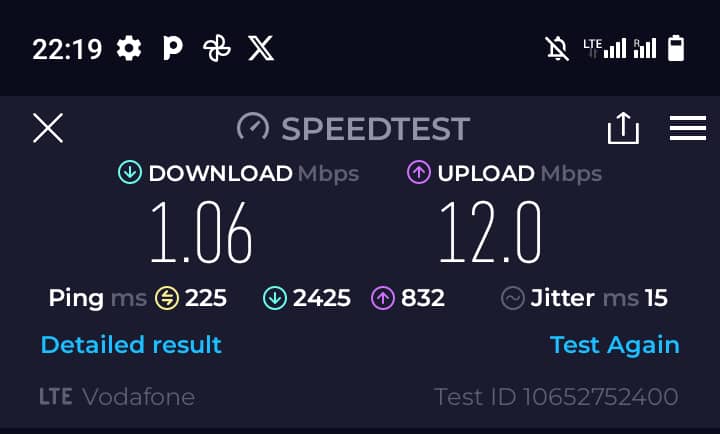 22:19 LTE R
SPEEDTEST
DOWNLOAD Mbps UPLOAD Mbps
1.06 12.0
Ping ms 225 2425 832 Jitter ms 15
Detailed result Test Again
LTE Vodafone Test ID 10652752400